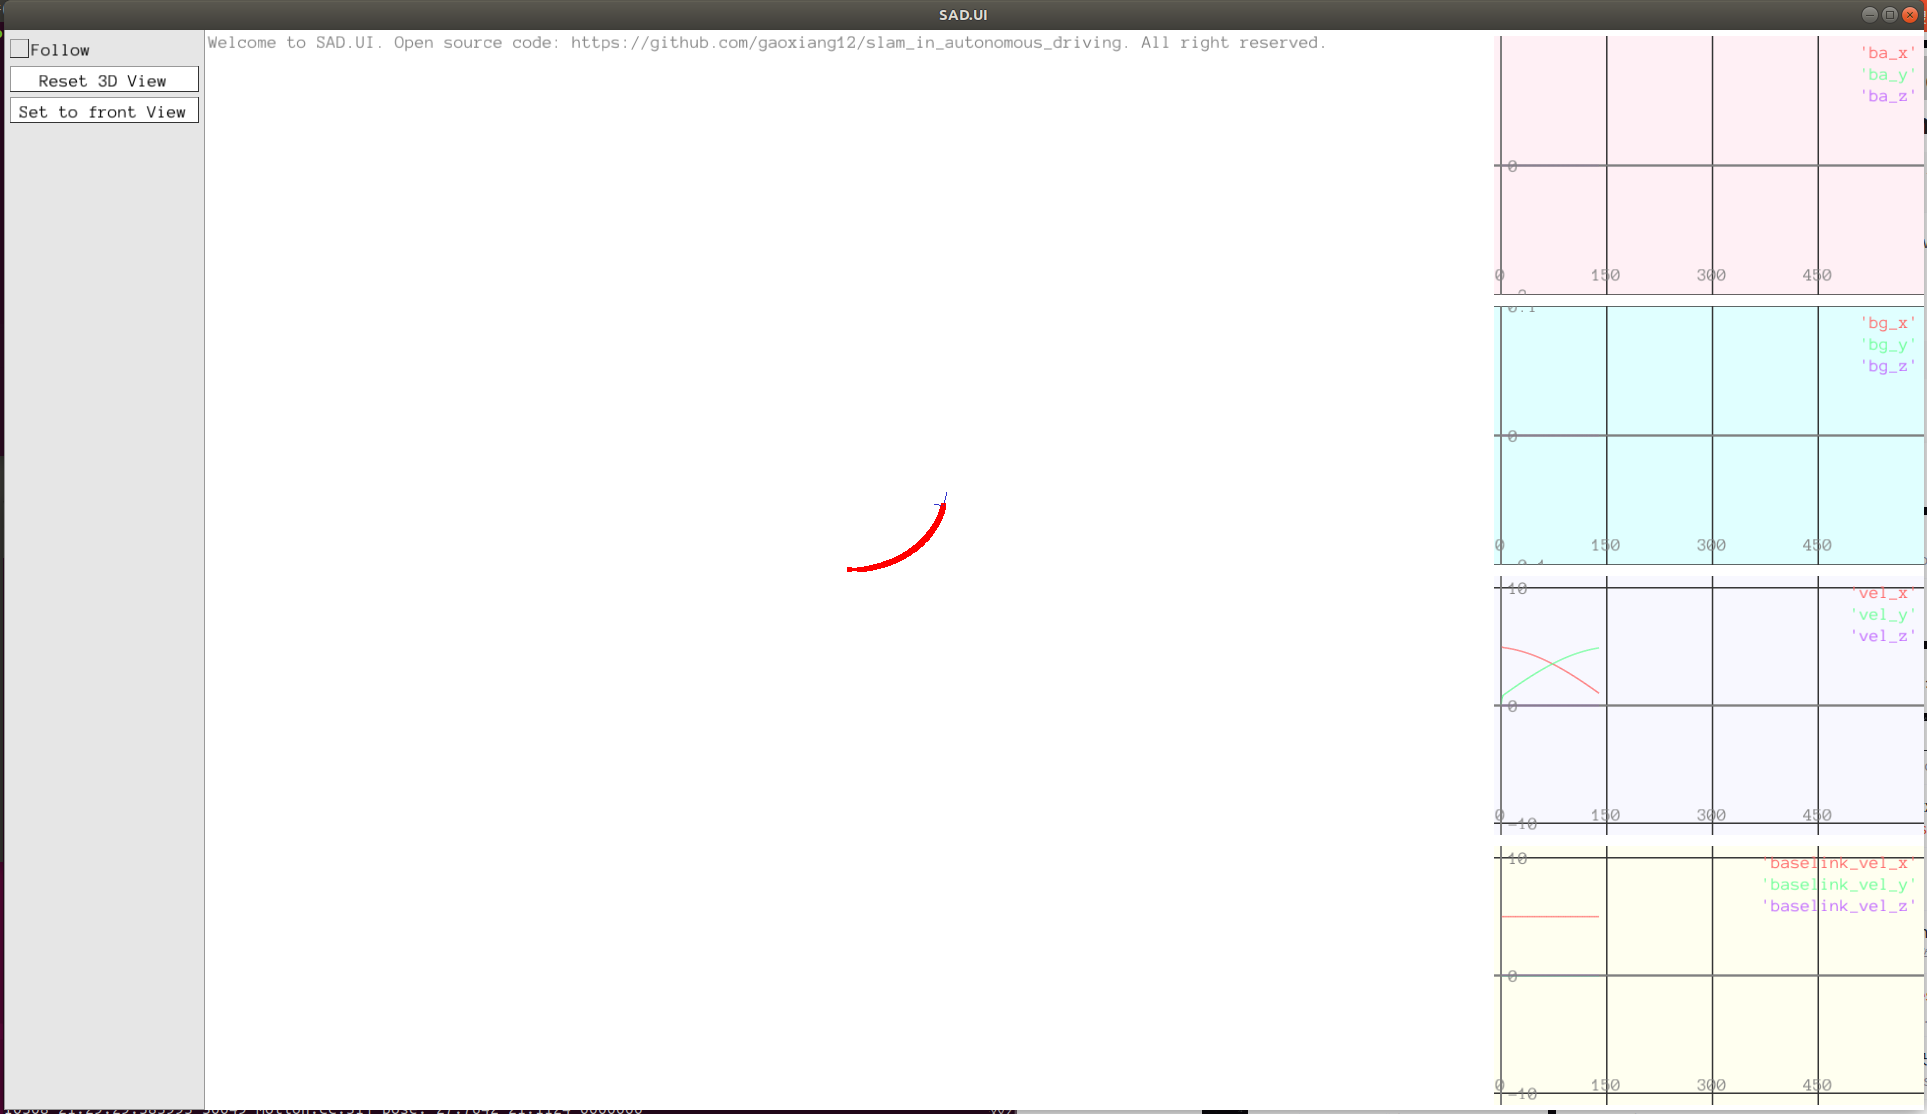 SAD.UI
Follow
Reset 3D View
Set to front View
Welcome to SAD.UI. Open source code: https://github.com/gaoxiang12/slam_in_autonomous_driving. All right reserved.
'ba_x'
'ba_y'
'ba_z'
0
0 150 300 450
'bg_x'
'bg_y'
'bg_z'
0
0 150 300 450
10
'vel_x'
'vel_y'
'vel_z'
0
0 150 300 450
-10
10
'baselink_vel_x'
'baselink_vel_y'
'baselink_vel_z'
0
0 150 300 450
-10